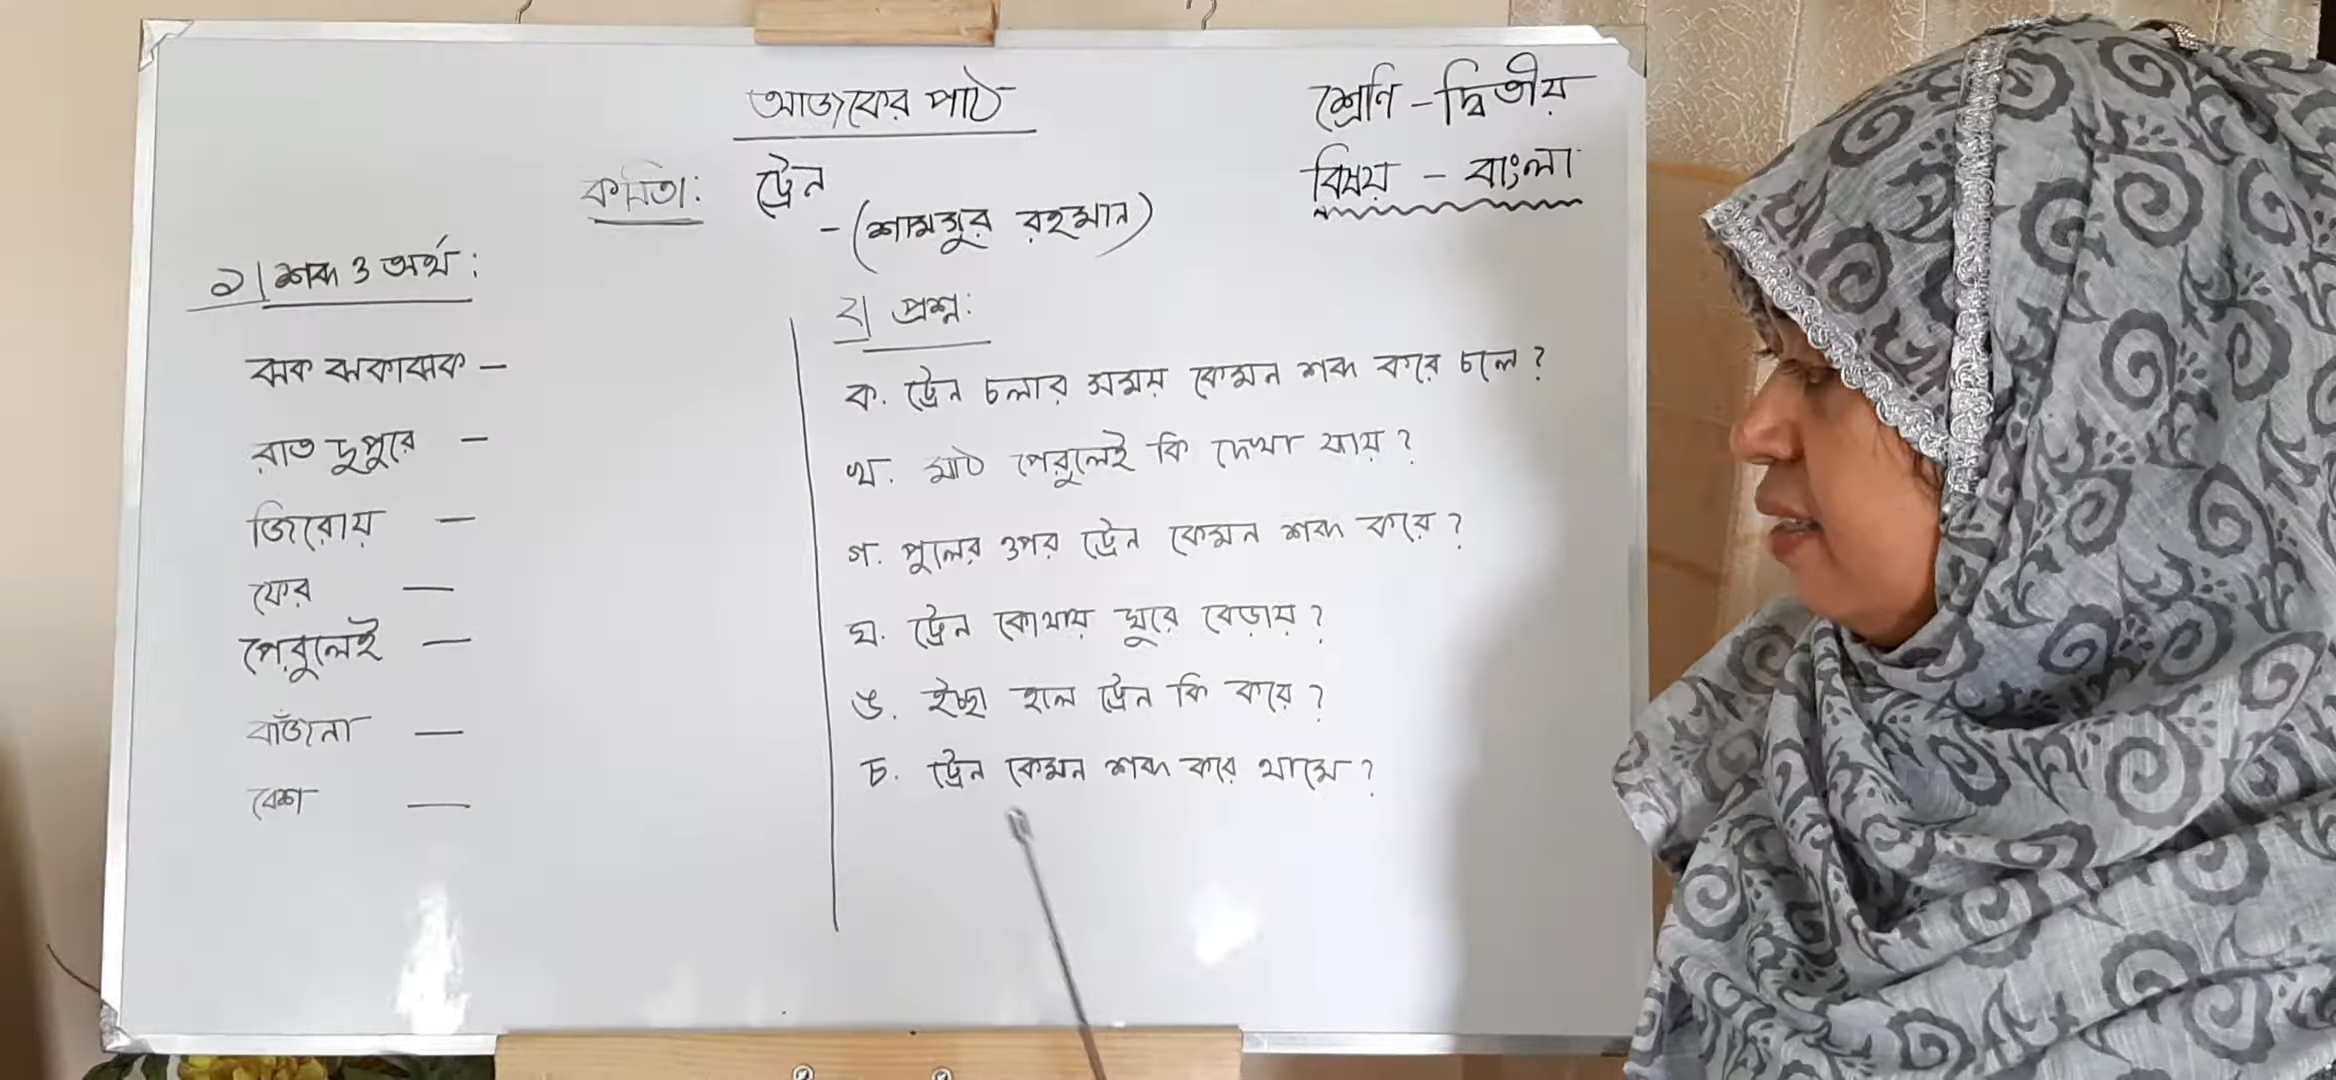 আজকের পাঠ
শ্রেণি - দ্বিতীয়
বিষয় - বাংলা
কবিতা: ট্রেন
- (শামসুর রহমান)
১। শব্দ ও অর্থ:
ঝক ঝকাঝক -
রাত দুপুরে -
জিরোয় -
ফের -
পেরুলেই -
বাঁজনা -
বেশ -
২। প্রশ্ন:
ক. ট্রেন চলার সময় কেমন শব্দ করে চলে?
খ. মাঠ পেরুলেই কি দেখা যায়?
গ. পুলের ওপর ট্রেন কেমন শব্দ করে?
ঘ. ট্রেন কোথায় ঘুরে বেড়ায়?
ঙ. ইচ্ছা হলে ট্রেন কি করে?
চ. ট্রেন কেমন শব্দ করে থামে?